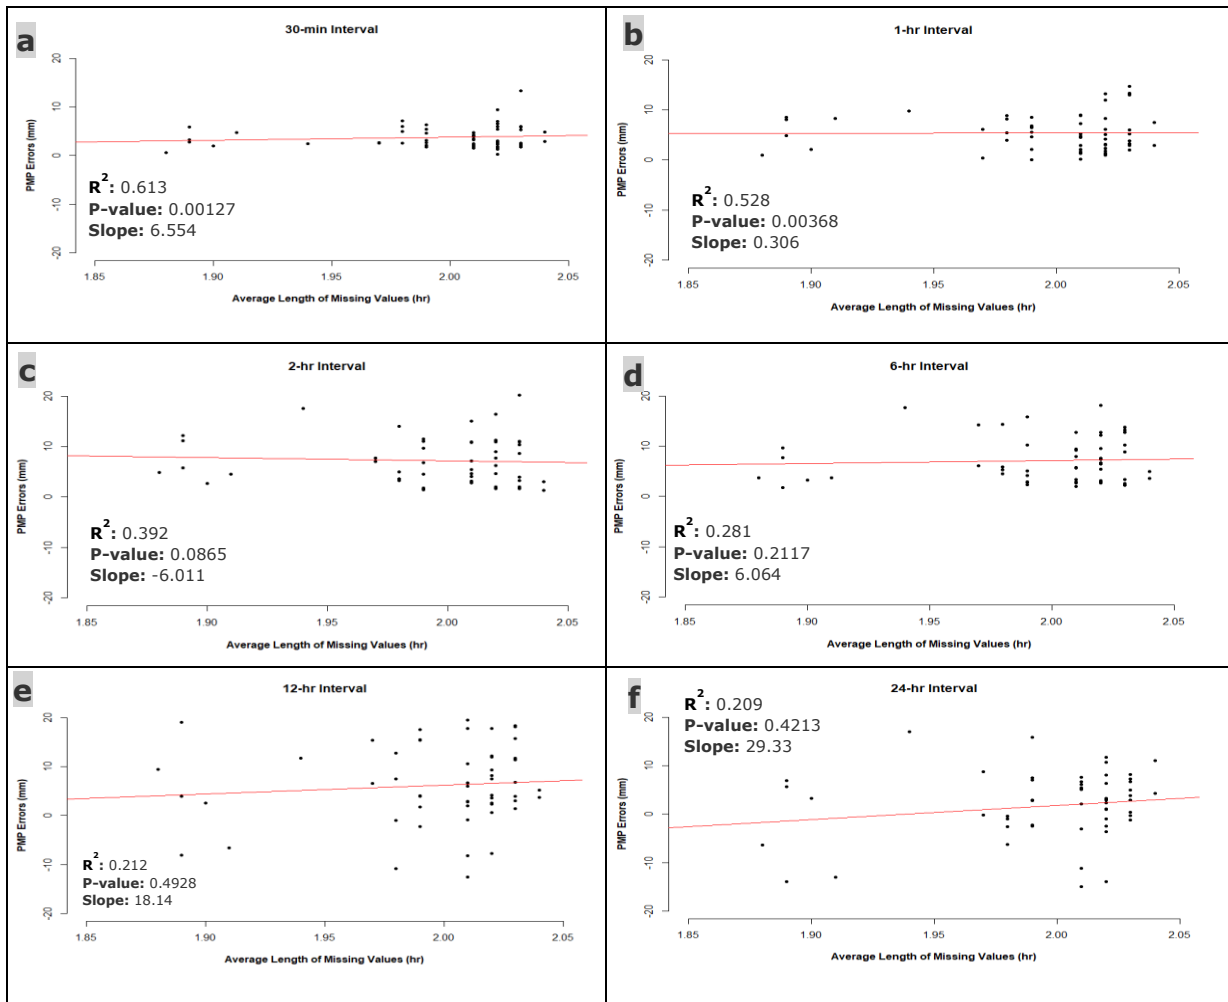 a
30-min Interval
PMP Errors (mm)
20
10
0
-10
-20
R²: 0.613
P-value: 0.00127
Slope: 6.554
1.85 1.90 1.95 2.00 2.05
Average Length of Missing Values (hr)
b
1-hr Interval
PMP Errors (mm)
20
10
0
-10
-20
R²: 0.528
P-value: 0.00368
Slope: 0.306
1.85 1.90 1.95 2.00 2.05
Average Length of Missing Values (hr)
c
2-hr Interval
PMP Errors (mm)
20
10
0
-10
-20
R²: 0.392
P-value: 0.0865
Slope: -6.011
1.85 1.90 1.95 2.00 2.05
Average Length of Missing Values (hr)
d
6-hr Interval
PMP Errors (mm)
20
10
0
-10
-20
R²: 0.281
P-value: 0.2117
Slope: 6.064
1.85 1.90 1.95 2.00 2.05
Average Length of Missing Values (hr)
e
12-hr Interval
PMP Errors (mm)
20
10
0
-10
-20
R²: 0.212
P-value: 0.4928
Slope: 18.14
1.85 1.90 1.95 2.00 2.05
Average Length of Missing Values (hr)
f
24-hr Interval
R²: 0.209
P-value: 0.4213
Slope: 29.33
PMP Errors (mm)
20
10
0
-10
-20
1.85 1.90 1.95 2.00 2.05
Average Length of Missing Values (hr)